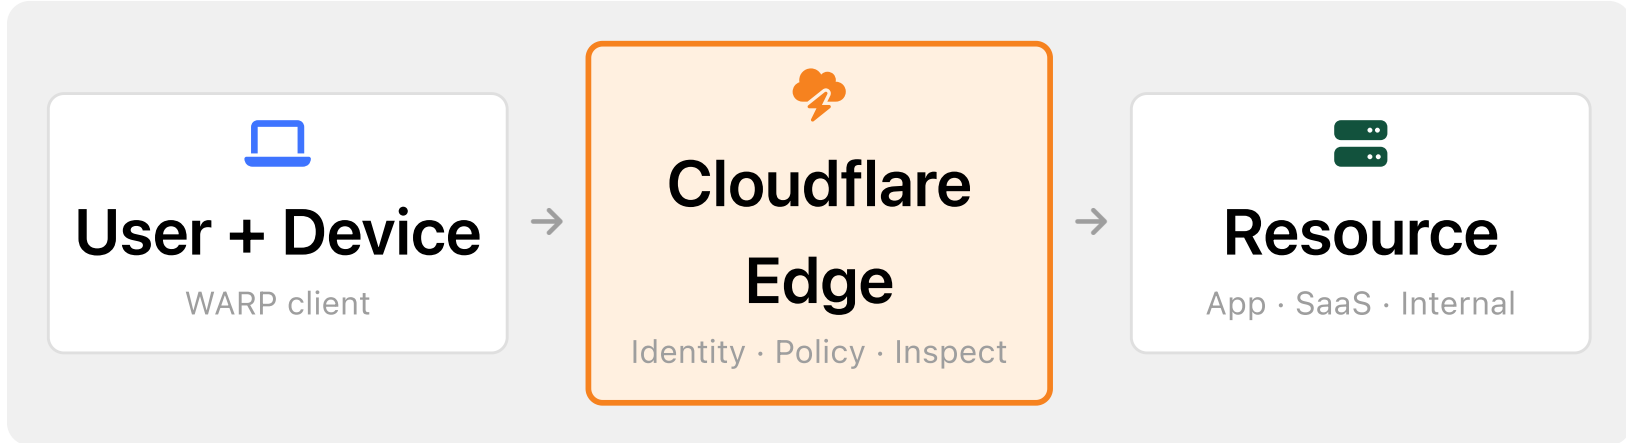 User + Device
WARP client
Cloudflare
Edge
Identity · Policy · Inspect
Resource
App · SaaS · Internal